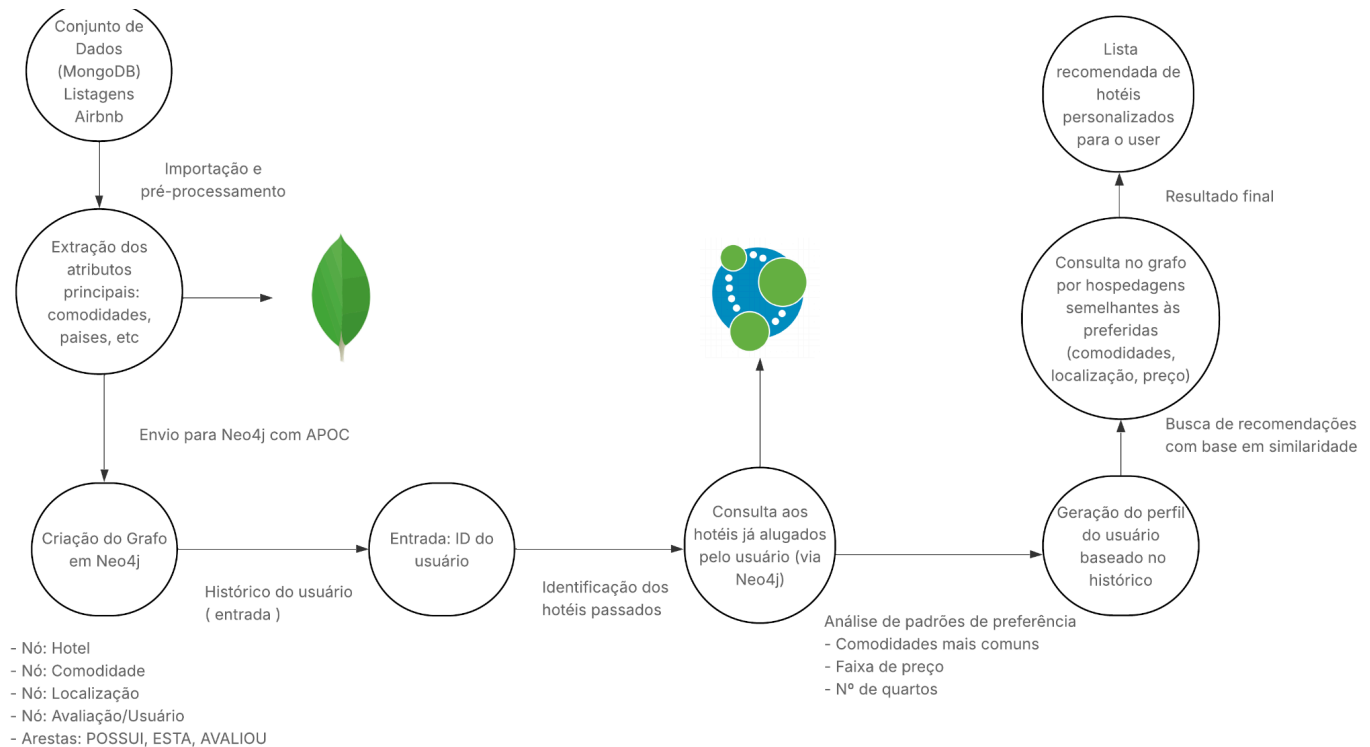 Conjunto de
Dados
(MongoDB)
Listagens
Airbnb
Importação e
pré-processamento
Extração dos
atributos
principais:
comodidades,
paises, etc
Envio para Neo4j com APOC
Criação do Grafo
em Neo4j
- Nó: Hotel
- Nó: Comodidade
- Nó: Localização
- Nó: Avaliação/Usuário
- Arestas: POSSUI, ESTA, AVALIOU
Histórico do usuário
( entrada )
Entrada: ID do
usuário
Identificação dos
hotéis passados
Consulta aos
hotéis já alugados
pelo usuário (via
Neo4j)
Análise de padrões de preferência
- Comodidades mais comuns
- Faixa de preço
- Nº de quartos
Geração do perfil
do usuário
baseado no
histórico
Busca de recomendações
com base em similaridade
Consulta no grafo
por hospedagens
semelhantes às
preferidas
(comodidades,
localização, preço)
Resultado final
Lista
recomendada de
hotéis
personalizados
para o user